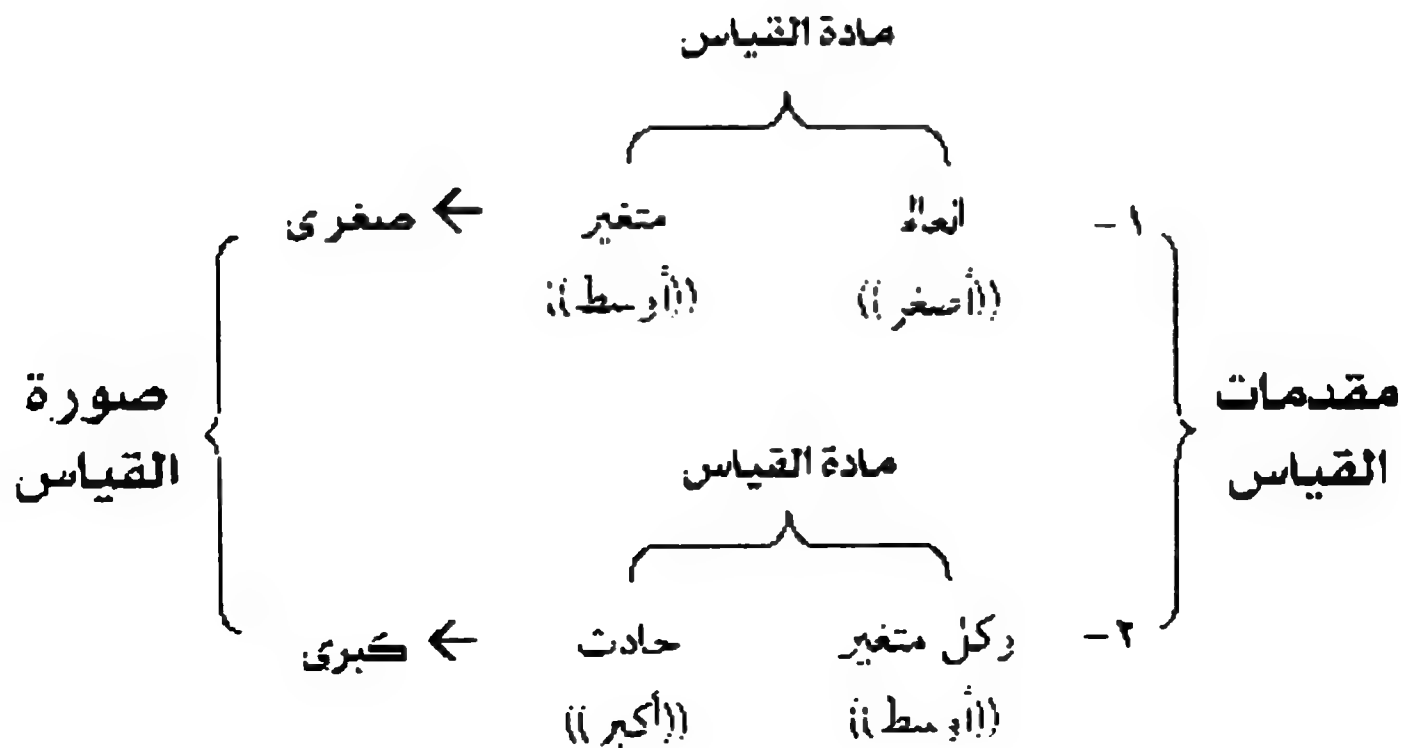 مادة القياس
١- العالم متغير ← صغرى
((أصغر)) ((أوسط))
مقدمات القياس
صورة القياس
مادة القياس
٢- وكل متغير حادث ← كبرى
((أوسط)) ((أكبر))